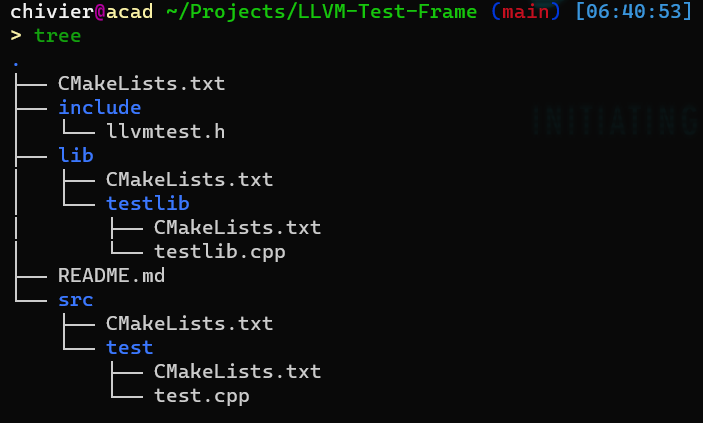 chivier@acad ~/Projects/LLVM-Test-Frame (main) [06:40:53]
> tree
.
├── CMakeLists.txt
├── include
│   └── llvmtest.h
├── lib
│   ├── CMakeLists.txt
│   └── testlib
│       ├── CMakeLists.txt
│       └── testlib.cpp
├── README.md
└── src
    ├── CMakeLists.txt
    └── test
        ├── CMakeLists.txt
        └── test.cpp
INITIATING